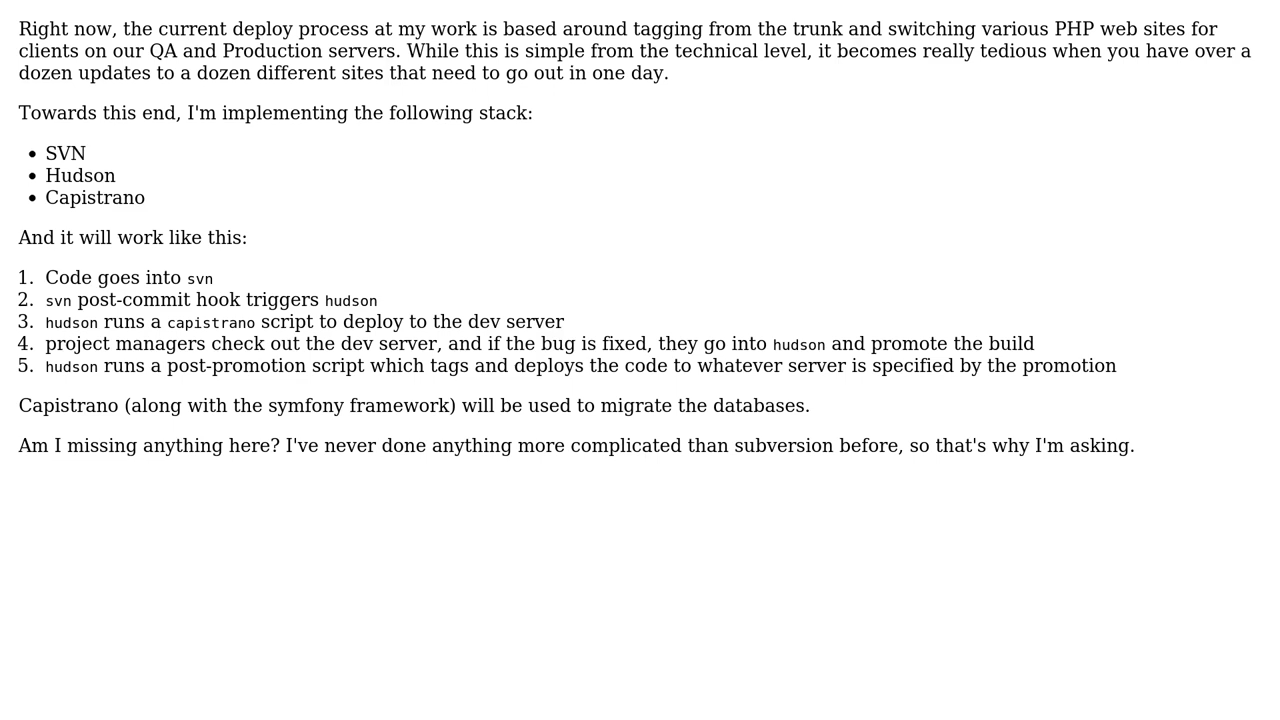 Right now, the current deploy process at my work is based around tagging from the trunk and switching various PHP web sites for
clients on our QA and Production servers. While this is simple from the technical level, it becomes really tedious when you have over a
dozen updates to a dozen different sites that need to go out in one day.
Towards this end, I'm implementing the following stack:
• SVN
• Hudson
• Capistrano
And it will work like this:
1. Code goes into svn
2. svn post-commit hook triggers hudson
3. hudson runs a capistrano script to deploy to the dev server
4. project managers check out the dev server, and if the bug is fixed, they go into hudson and promote the build
5. hudson runs a post-promotion script which tags and deploys the code to whatever server is specified by the promotion
Capistrano (along with the symfony framework) will be used to migrate the databases.
Am I missing anything here? I've never done anything more complicated than subversion before, so that's why I'm asking.